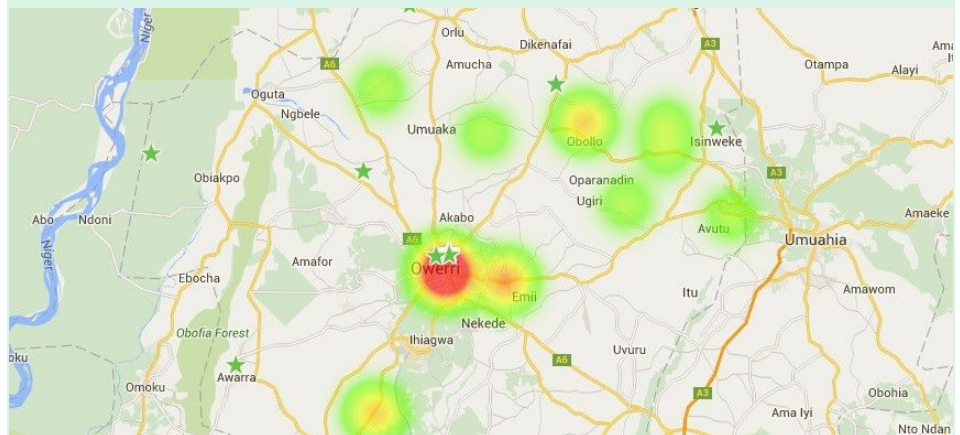 Niger
A6
Orlu
Dikenafai
A3
Otampa
Alayi
Amucha
Oguta
Ngbele
Umuaka
Obollo
Isinweke
A3
Obiakpo
Oparanadin
Ugiri
Abo
Ndoni
Akabo
Avutu
Amaeke
A6
Umuahia
Niger
Amafor
Owerri
Ebocha
Emii
Itu
Amawom
Nekede
Obofia Forest
Ihiagwa
Uvuru
A6
Awarra
Omoku
A3
Obohia
Ama Iyi
Nto Ndan